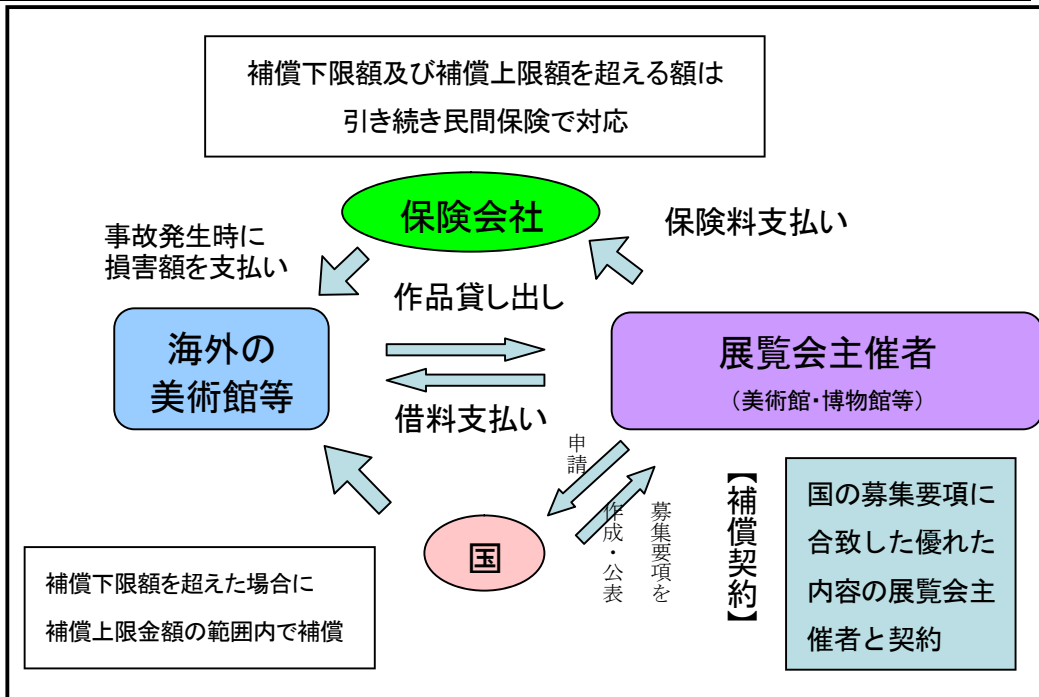 補償下限額及び補償上限額を超える額は
引き続き民間保険で対応
保険会社
保険料支払い
事故発生時に
損害額を支払い
作品貸し出し
海外の
美術館等
展覧会主催者
（美術館・博物館等）
借料支払い
申請
募集要項を
作成・公表
【補償契約】
国の募集要項に
合致した優れた
内容の展覧会主
催者と契約
国
補償下限額を超えた場合に
補償上限金額の範囲内で補償